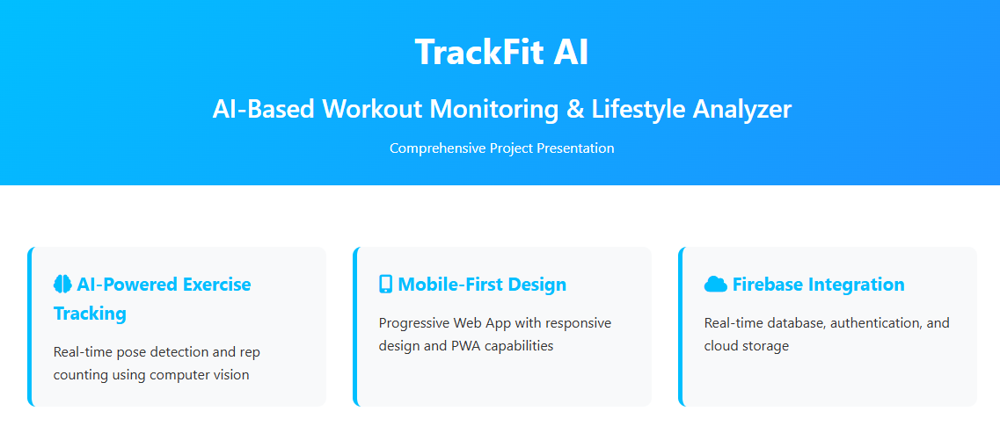 TrackFit AI
AI-Based Workout Monitoring & Lifestyle Analyzer
Comprehensive Project Presentation
AI-Powered Exercise
Tracking
Real-time pose detection and rep
counting using computer vision
Mobile-First Design
Progressive Web App with responsive
design and PWA capabilities
Firebase Integration
Real-time database, authentication, and
cloud storage